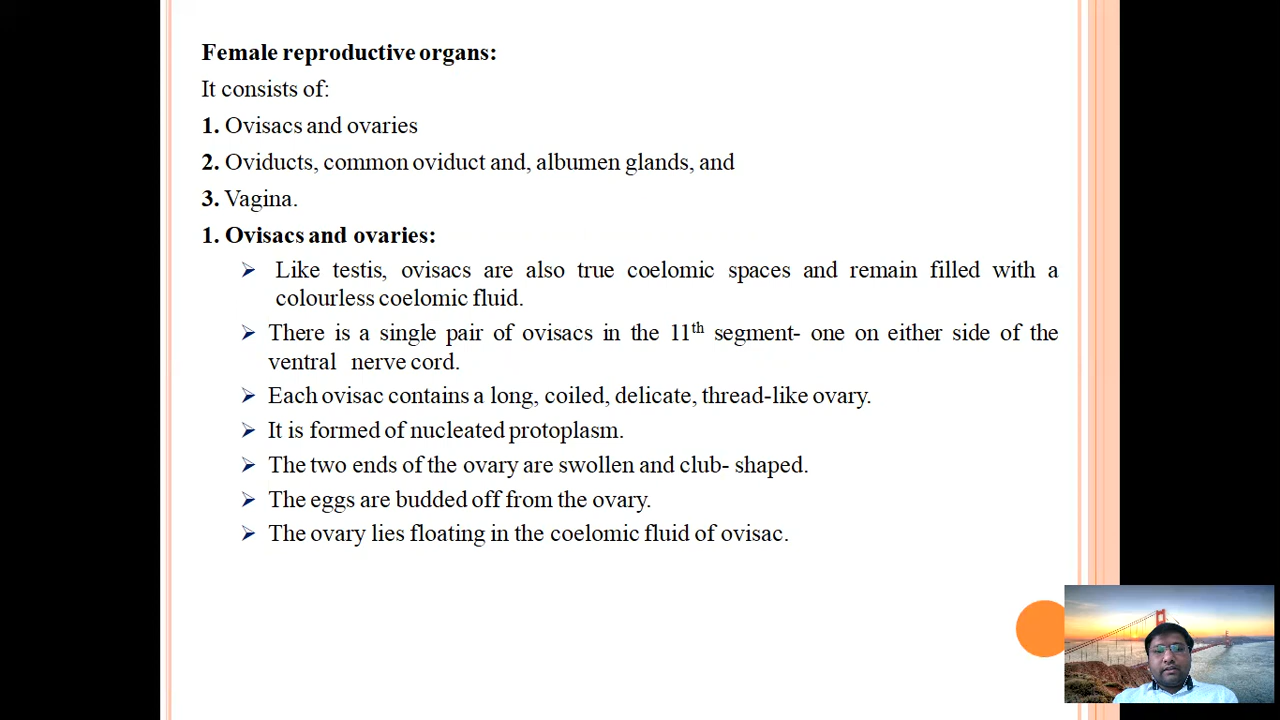 Female reproductive organs:
It consists of:
1. Ovisacs and ovaries
2. Oviducts, common oviduct and, albumen glands, and
3. Vagina.
1. Ovisacs and ovaries:
➢ Like testis, ovisacs are also true coelomic spaces and remain filled with a
colourless coelomic fluid.
➢ There is a single pair of ovisacs in the 11th segment- one on either side of the
ventral nerve cord.
➢ Each ovisac contains a long, coiled, delicate, thread-like ovary.
➢ It is formed of nucleated protoplasm.
➢ The two ends of the ovary are swollen and club- shaped.
➢ The eggs are budded off from the ovary.
➢ The ovary lies floating in the coelomic fluid of ovisac.